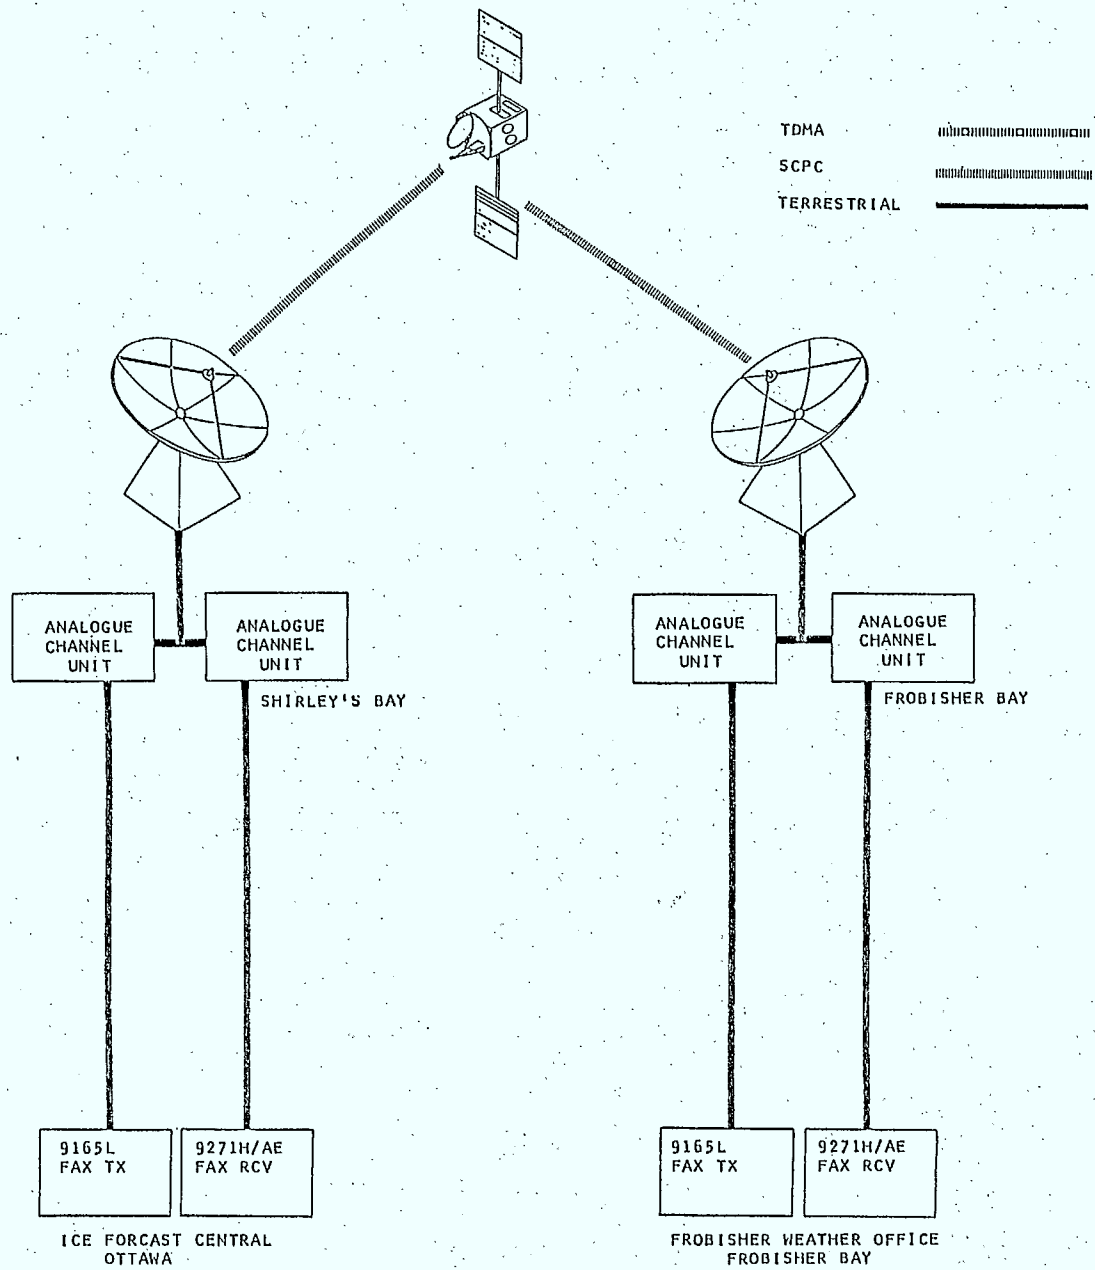 TDMA
SCPC
TERRESTRIAL
ANALOGUE
CHANNEL
UNIT
ANALOGUE
CHANNEL
UNIT
SHIRLEY'S BAY
ANALOGUE
CHANNEL
UNIT
ANALOGUE
CHANNEL
UNIT
FROBISHER BAY
9165L
FAX TX
9271H/AE
FAX RCV
ICE FORCAST CENTRAL
OTTAWA
9165L
FAX TX
9271H/AE
FAX RCV
FROBISHER WEATHER OFFICE
FROBISHER BAY